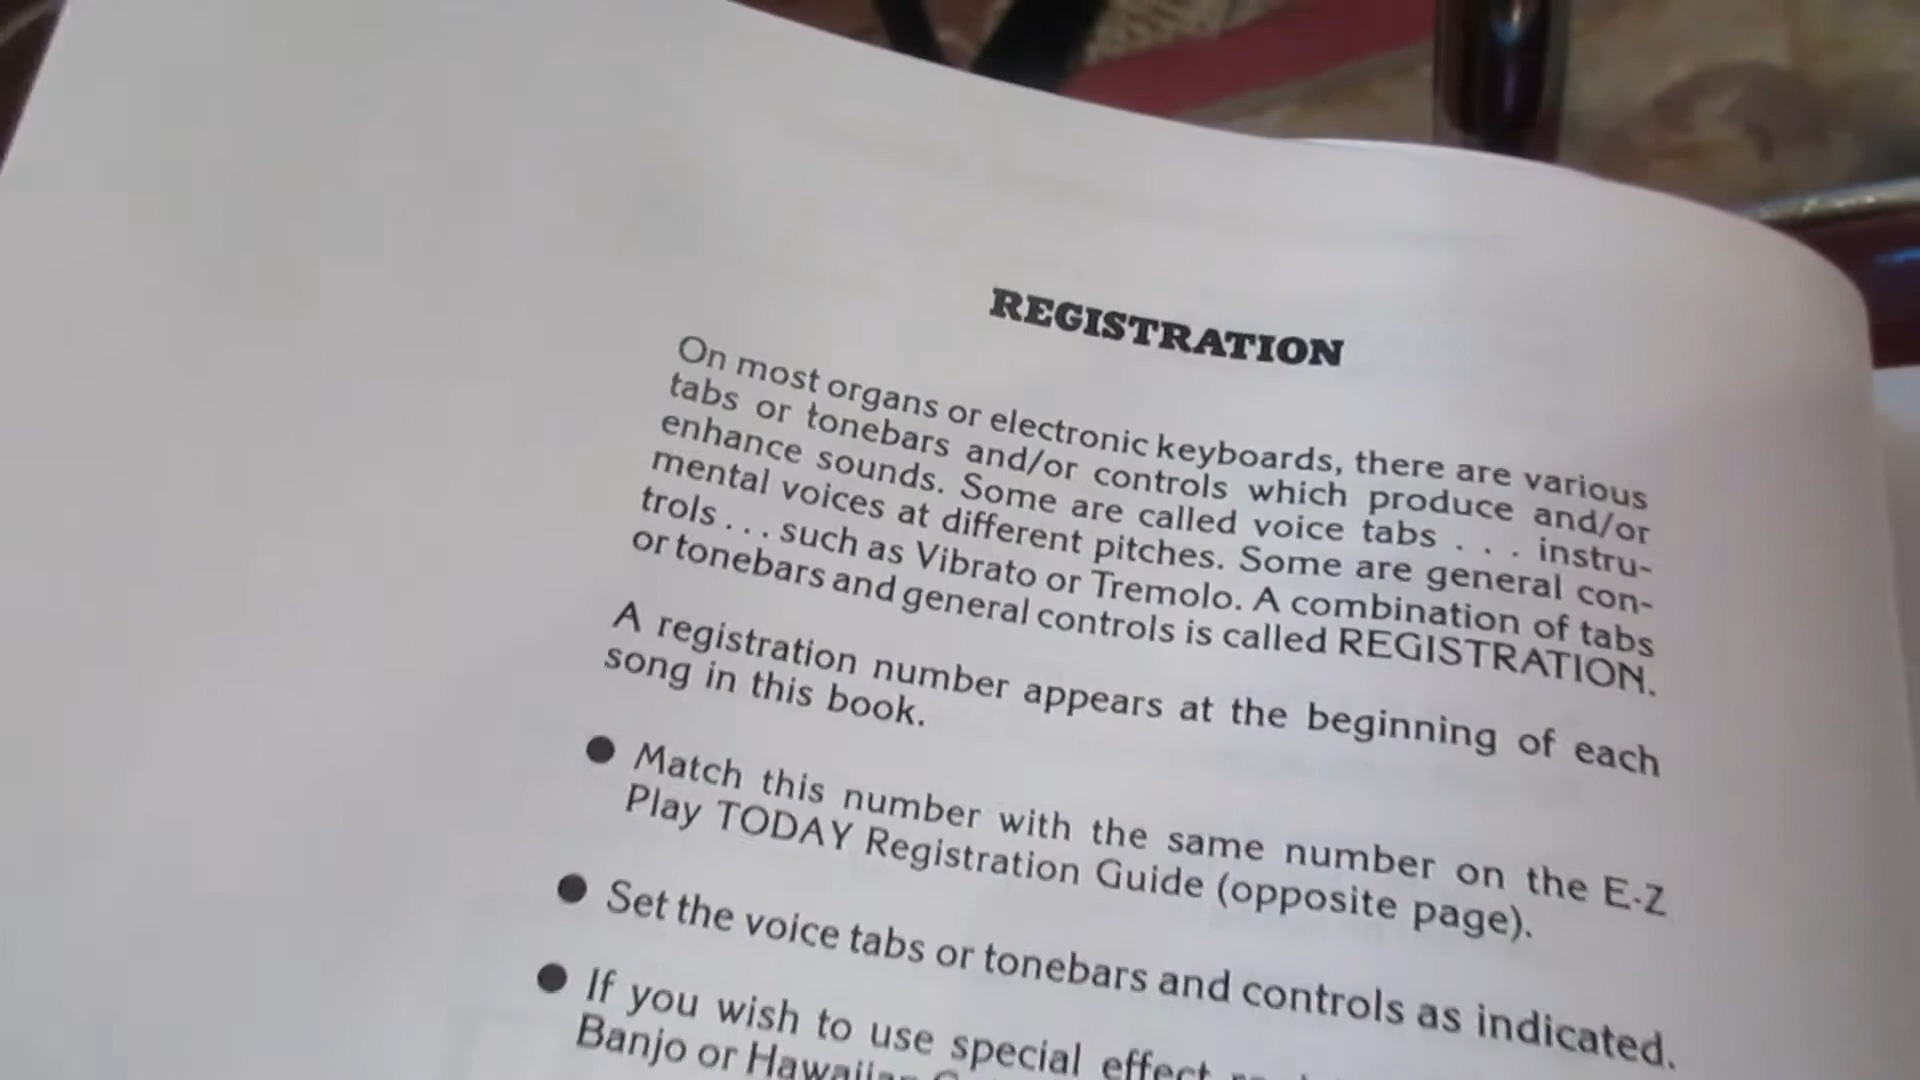 REGISTRATION
On most organs or electronic keyboards, there are various
tabs or tonebars and/or controls which produce and/or
enhance sounds. Some are called voice tabs . . . instru-
mental voices at different pitches. Some are general con-
trols . . . such as Vibrato or Tremolo. A combination of tabs
or tonebars and general controls is called REGISTRATION.
A registration number appears at the beginning of each
song in this book.
● Match this number with the same number on the E-Z
Play TODAY Registration Guide (opposite page).
● Set the voice tabs or tonebars and controls as indicated.
● If you wish to use special effect
Banjo or Hawaiian